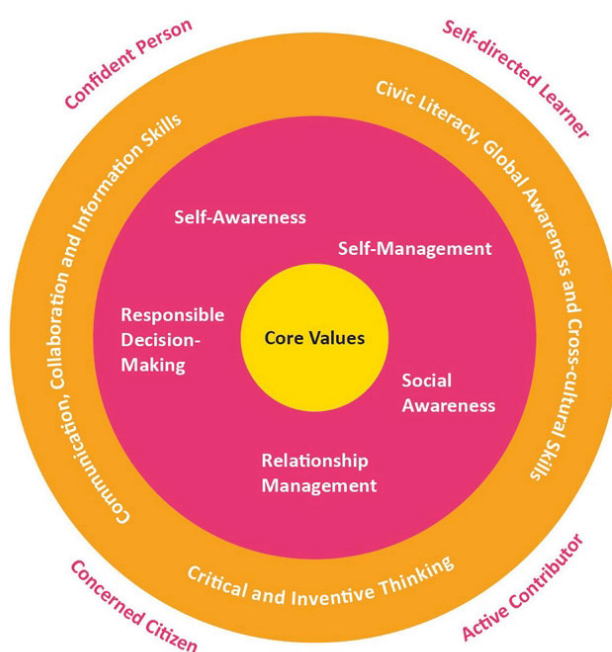 Confident Person
Self-directed Learner
Communication, Collaboration and Information Skills
Civic Literacy, Global Awareness and Cross-cultural Skills
Self-Awareness
Self-Management
Responsible
Decision-
Making
Core Values
Social
Awareness
Relationship
Management
Critical and Inventive Thinking
Concerned Citizen
Active Contributor